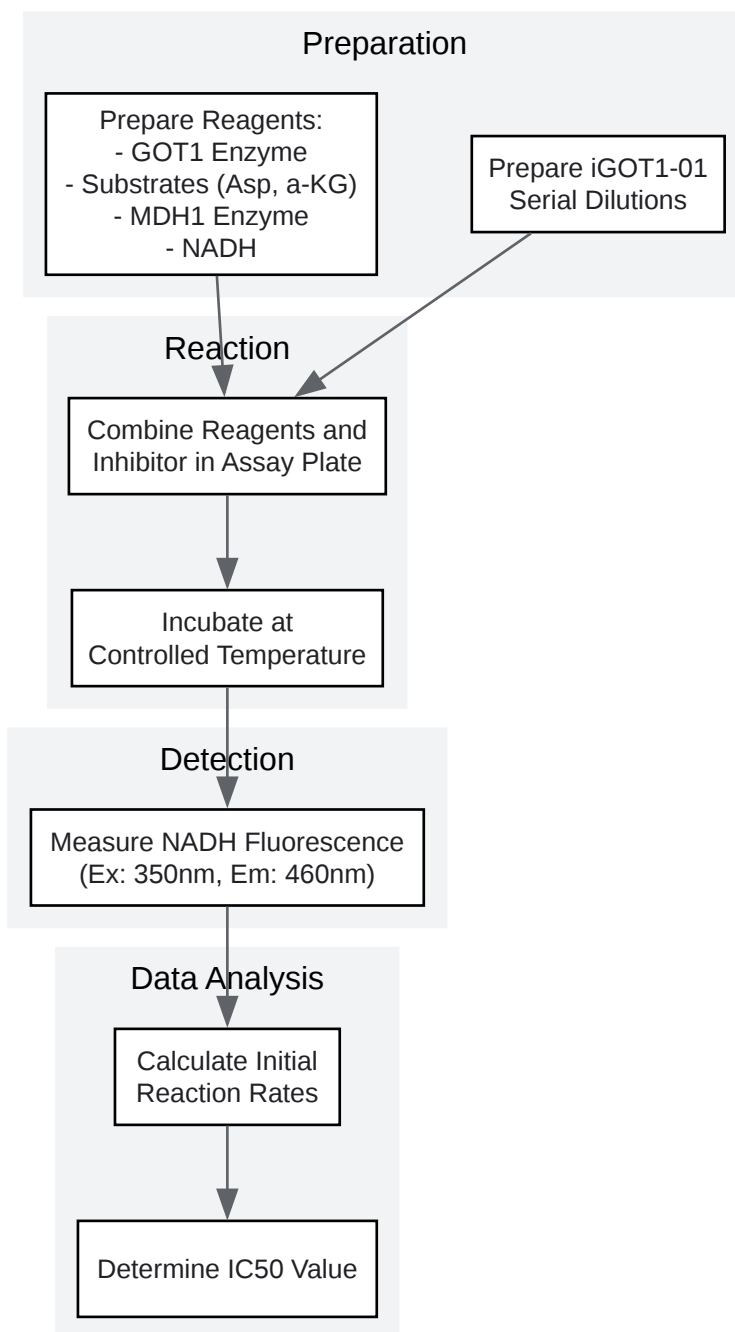 Preparation
Prepare Reagents:
- GOT1 Enzyme
- Substrates (Asp, a-KG)
- MDH1 Enzyme
- NADH
Prepare iGOT1-01
Serial Dilutions
Reaction
Combine Reagents and
Inhibitor in Assay Plate
Incubate at
Controlled Temperature
Detection
Measure NADH Fluorescence
(Ex: 350nm, Em: 460nm)
Data Analysis
Calculate Initial
Reaction Rates
Determine IC50 Value